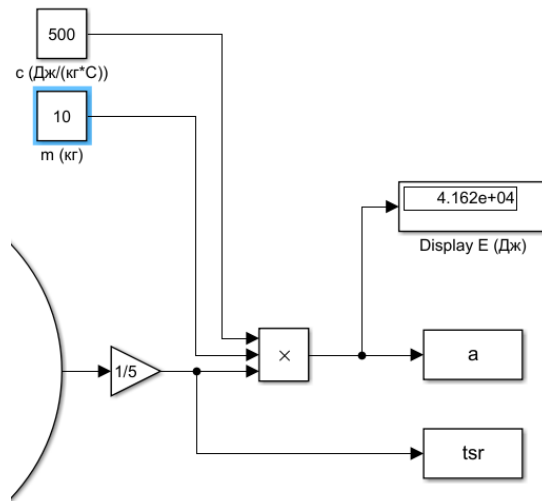 500
c (Дж/(кг*С))
10
m (кг)
4.162e+04
Display E (Дж)
1/5
×
a
tsr